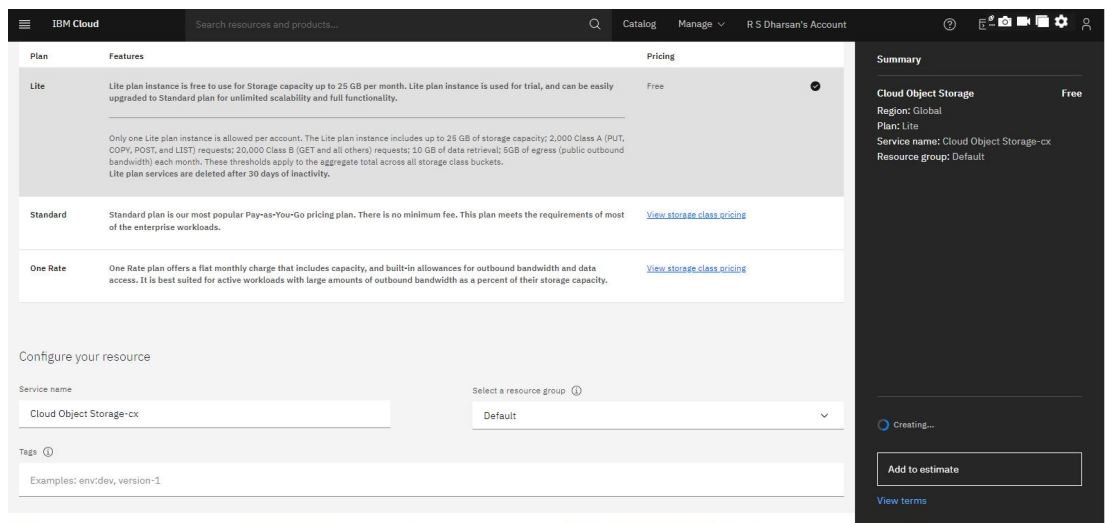 IBM Cloud
Search resources and products...
Catalog
Manage
R S Dharsan's Account
Plan
Features
Pricing
Lite
Lite plan instance is free to use for Storage capacity up to 25 GB per month. Lite plan instance is used for trial, and can be easily
upgraded to Standard plan for unlimited scalability and full functionality.
Free
Only one Lite plan instance is allowed per account. The Lite plan instance includes up to 25 GB of storage capacity; 2,000 Class A (PUT,
COPY, POST, and LIST) requests; 20,000 Class B (GET and all others) requests; 10 GB of data retrieval; 5GB of egress (public outbound
bandwidth) each month. These thresholds apply to the aggregate total across all storage class buckets.
Lite plan services are deleted after 30 days of inactivity.
Standard
Standard plan is our most popular Pay-as-You-Go pricing plan. There is no minimum fee. This plan meets the requirements of most
of the enterprise workloads.
View storage class pricing
One Rate
One Rate plan offers a flat monthly charge that includes capacity, and built-in allowances for outbound bandwidth and data
access. It is best suited for active workloads with large amounts of outbound bandwidth as a percent of their storage capacity.
View storage class pricing
Configure your resource
Service name
Cloud Object Storage-cx
Select a resource group
Default
Tags
Examples: env:dev, version-1
Summary
Cloud Object Storage
Free
Region: Global
Plan: Lite
Service name: Cloud Object Storage-cx
Resource group: Default
Creating...
Add to estimate
View terms